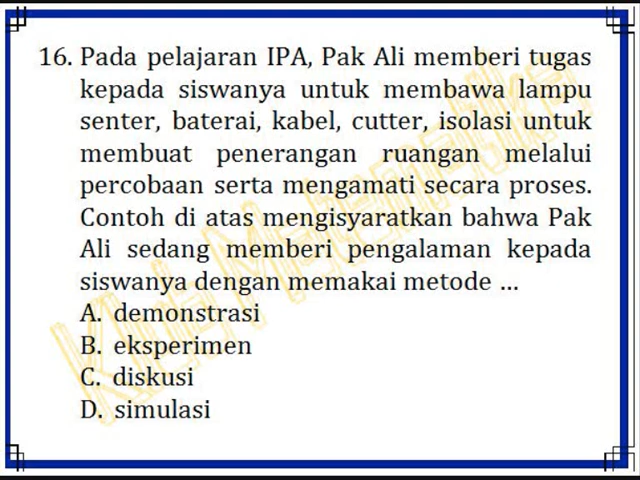 16. Pada pelajaran IPA, Pak Ali memberi tugas
kepada siswanya untuk membawa lampu
senter, baterai, kabel, cutter, isolasi untuk
membuat penerangan ruangan melalui
percobaan serta mengamati secara proses.
Contoh di atas mengisyaratkan bahwa Pak
Ali sedang memberi pengalaman kepada
siswanya dengan memakai metode ...
A. demonstrasi
B. eksperimen
C. diskusi
D. simulasi